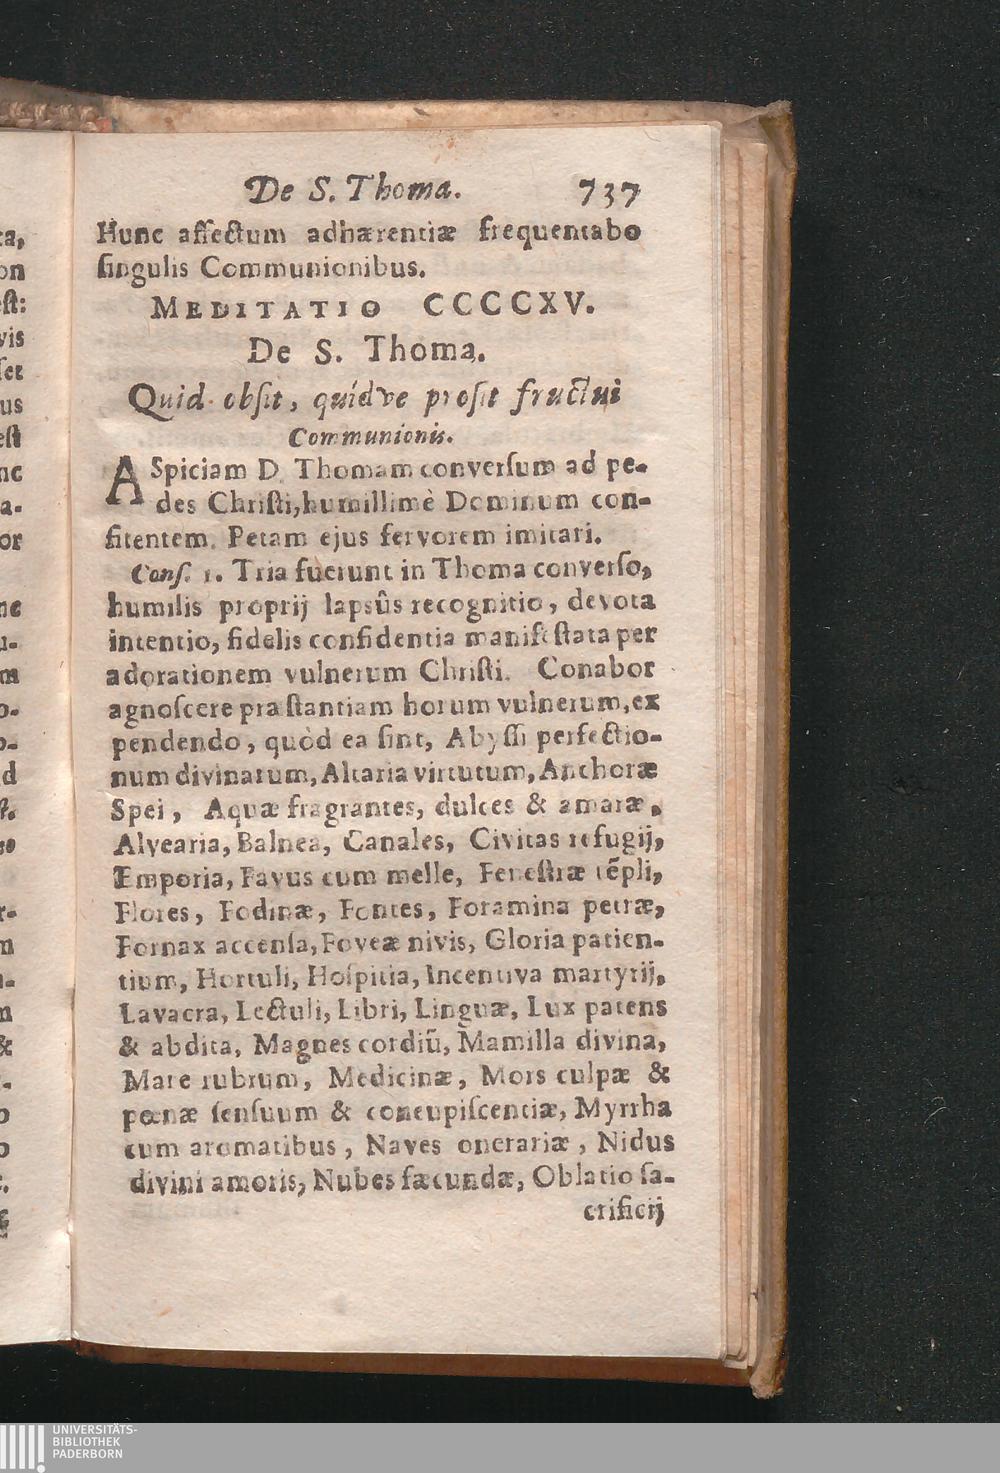 De S. Thoma. 737
Hunc affectum adhærentiæ frequentabo
ſingulis Communionibus.
MEDITATIO CCCCXV.
De S. Thoma.
Quid obſit, quidve proſit fructui
Communionis.
ASpiciam D. Thomam converſum ad pe-
des Chriſti, humillimè Dominum con-
fitentem. Petam ejus fervorem imitari.
Conſ. 1. Tria fuerunt in Thoma converſo,
humilis proprij lapsûs recognitio, devota
intentio, fidelis confidentia manifeſtata per
adorationem vulnerum Chriſti. Conabor
agnoſcere præſtantiam horum vulnerum, ex
pendendo, quòd ea ſint, Abyſſi perfectio-
num divinarum, Altaria virtutum, Anchoræ
Spei, Aquæ fragrantes, dulces & amaræ,
Alvearia, Balnea, Canales, Civitas refugij,
Emporia, Favus cum melle, Feneſtræ tẽpli,
Flores, Fodinæ, Fontes, Foramina petræ,
Fornax accenſa, Foveæ nivis, Gloria patien-
tium, Hortuli, Hoſpitia, Incentiva martyrij,
Lavacra, Lectuli, Libri, Linguæ, Lux patens
& abdita, Magnes cordiũ, Mamilla divina,
Mare rubrum, Medicinæ, Mors culpæ &
pœnæ ſenſuum & concupiſcentiæ, Myrrha
cum aromatibus, Naves onerariæ, Nidus
divini amoris, Nubes fæcundæ, Oblatio ſa-
crificij
UNIVERSITÄTS-
BIBLIOTHEK
PADERBORN